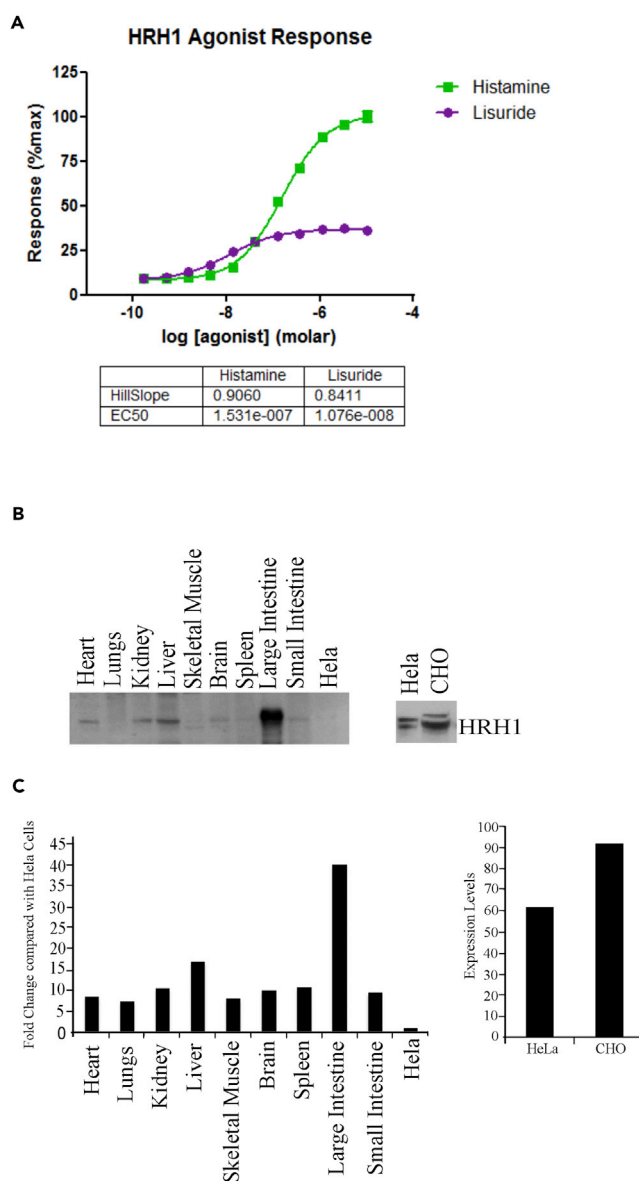 A
HRH1 Agonist Response
125
100
75
50
25
0
Response (%max)
-10
-8
-6
-4
log [agonist] (molar)
Histamine
Lisuride
Histamine Lisuride
HillSlope 0.9060 0.8411
EC50 1.531e-007 1.076e-008
B
Heart
Lungs
Kidney
Liver
Skeletal Muscle
Brain
Spleen
Large Intestine
Small Intestine
Hela
Hela
CHO
HRH1
C
Fold Change compared with Hela Cells
45
40
35
30
25
20
15
10
5
0
Heart
Lungs
Kidney
Liver
Skeletal Muscle
Brain
Spleen
Large Intestine
Small Intestine
Hela
Expression Levels
100
90
80
70
60
50
40
30
20
10
0
HeLa
CHO